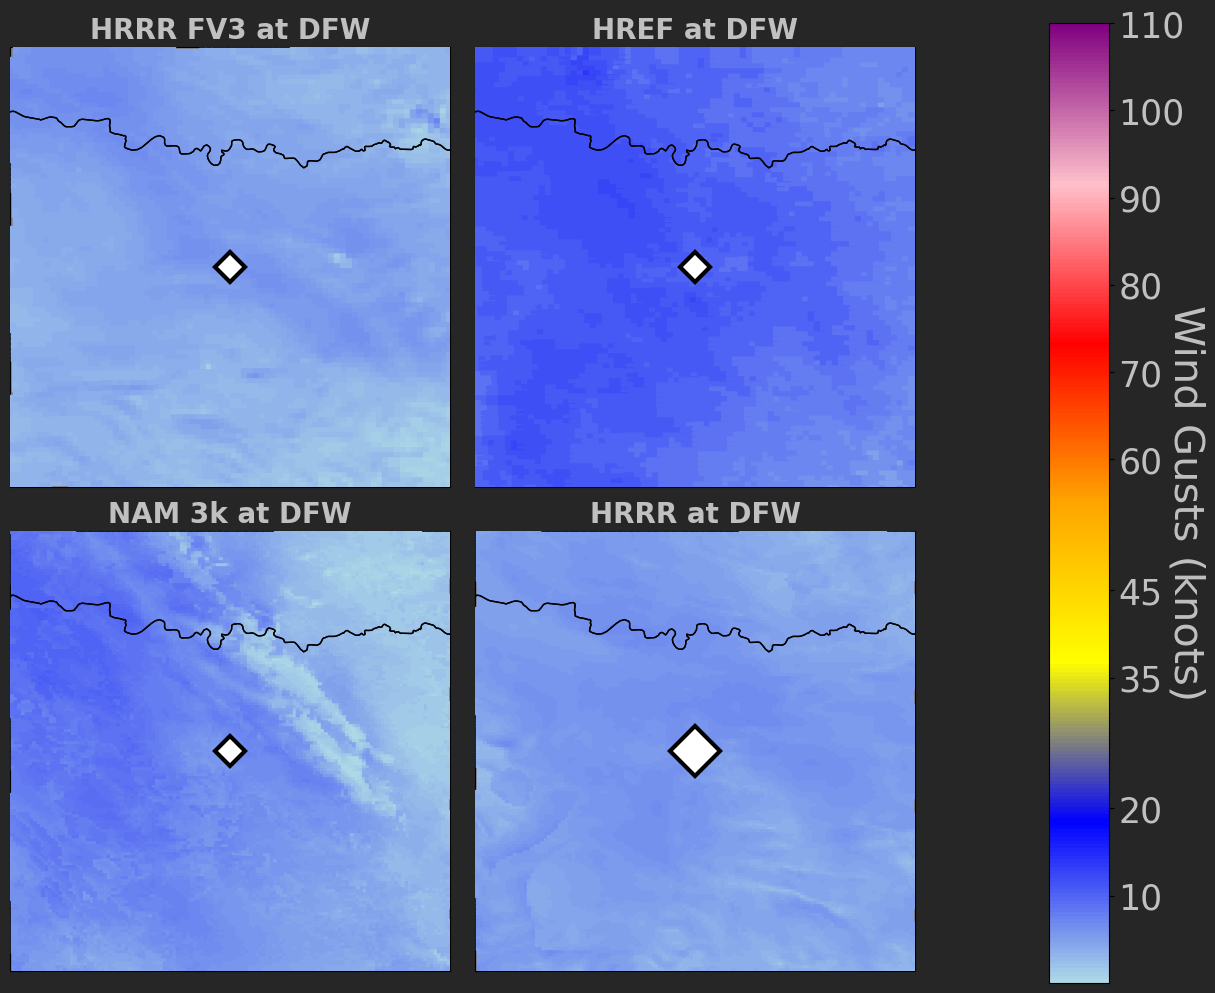 HRRR FV3 at DFW
HREF at DFW
NAM 3k at DFW
HRRR at DFW
110
100
90
80
70
60
45
35
20
10
Wind Gusts (knots)